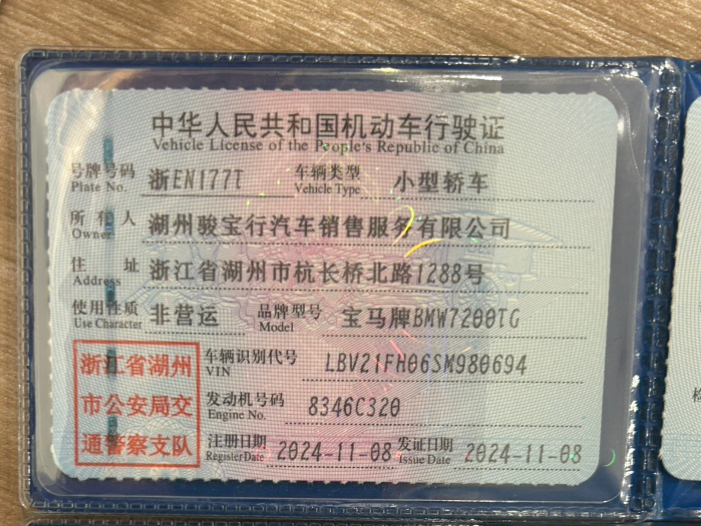 中华人民共和国机动车行驶证
Vehicle License of the People's Republic of China
号牌号码 浙EN177T 车辆类型 小型轿车
Plate No. Vehicle Type
所有人 湖州骏宝行汽车销售服务有限公司
Owner
住址 浙江省湖州市杭长桥北路1288号
Address
使用性质 非营运 品牌型号 宝马牌BMW7200TG
Use Character Model
浙江省湖州
市公安局交
通警察支队
车辆识别代号 LBV21FH06SM980694
VIN
发动机号码 8346C320
Engine No.
注册日期 2024-11-08 发证日期 2024-11-08
Register Date Issue Date
检